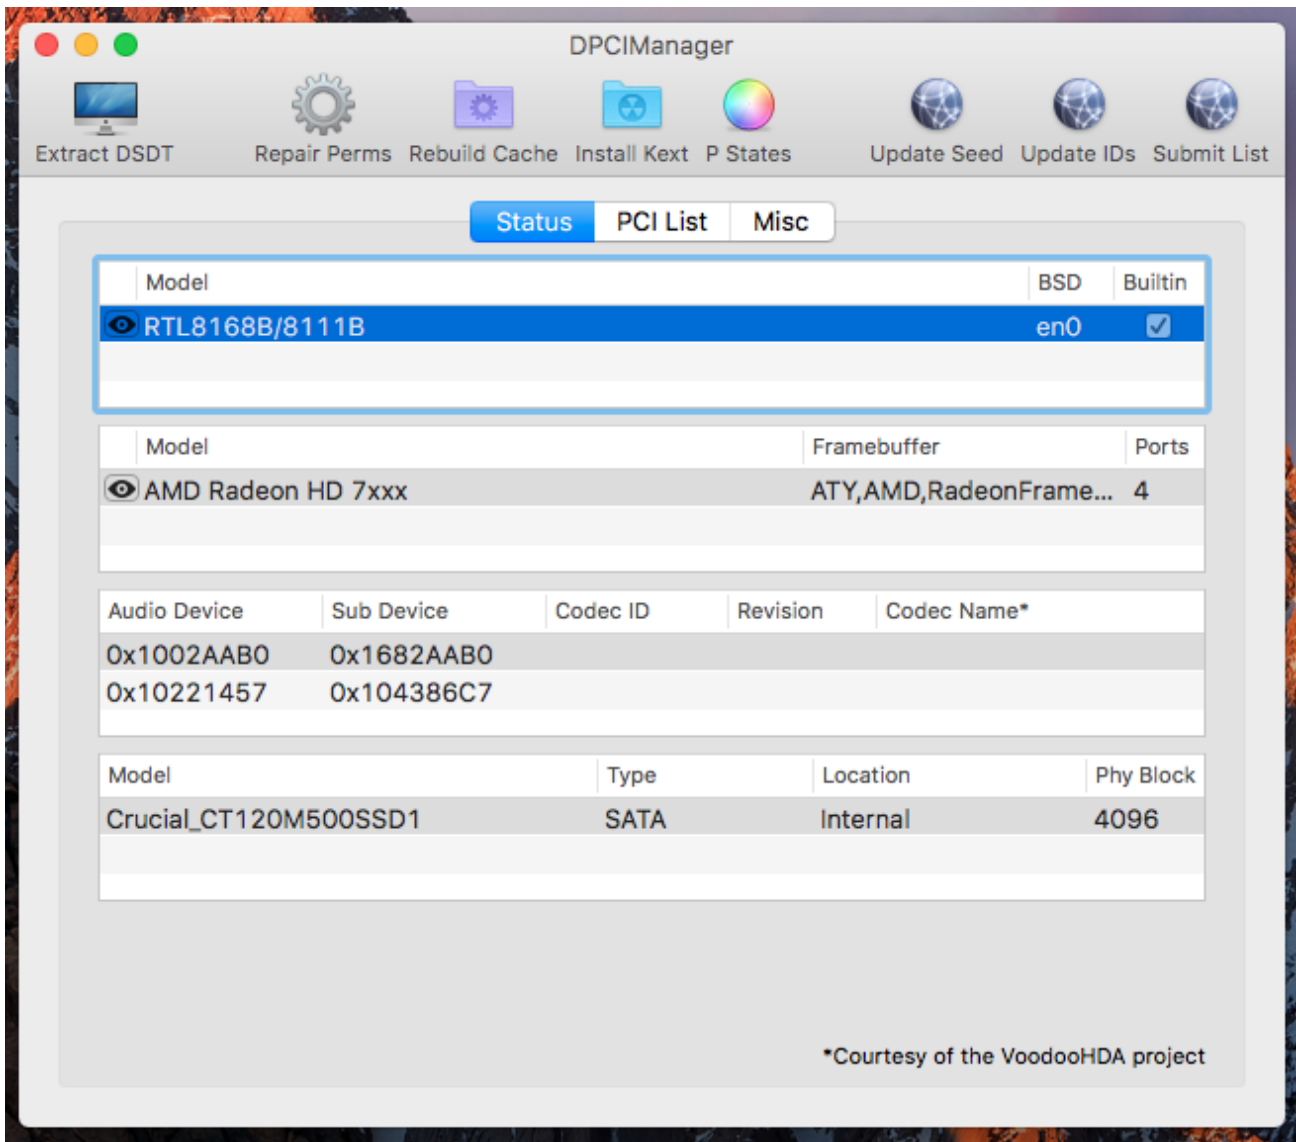 DPCIManager
Extract DSDT Repair Perms Rebuild Cache Install Kext P States Update Seed Update IDs Submit List
Status PCI List Misc
Model BSD Builtin
RTL8168B/8111B en0
Model Framebuffer Ports
AMD Radeon HD 7xxx ATY,AMD,RadeonFrame... 4
Audio Device Sub Device Codec ID Revision Codec Name*
0x1002AAB0 0x1682AAB0
0x10221457 0x104386C7
Model Type Location Phy Block
Crucial_CT120M500SSD1 SATA Internal 4096
*Courtesy of the VoodooHDA project